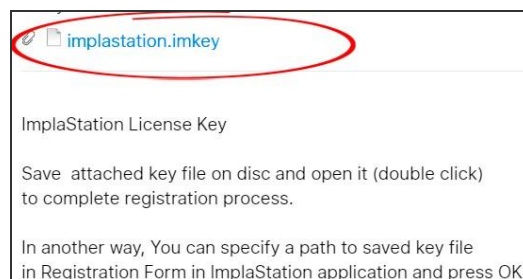 implastation.imkey
ImplaStation License Key
Save attached key file on disc and open it (double click)
to complete registration process.
In another way, You can specify a path to saved key file
in Registration Form in ImplaStation application and press OK